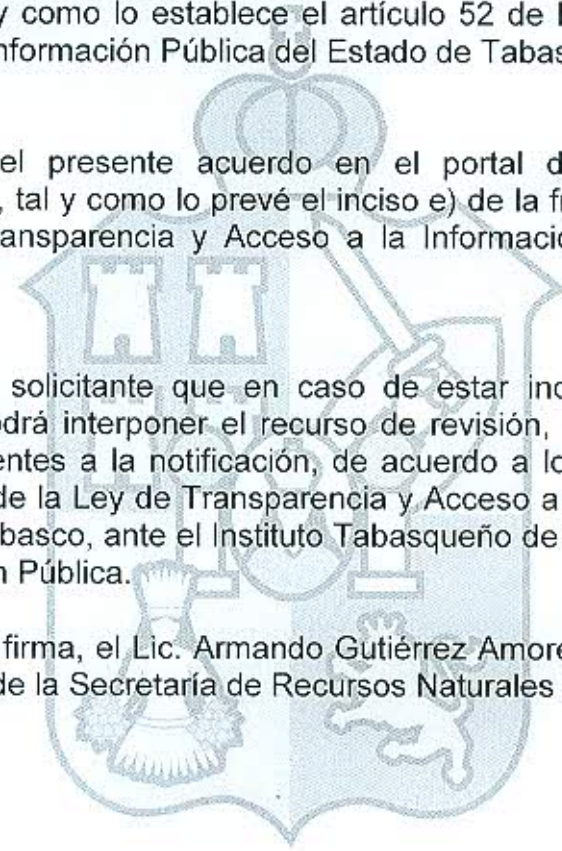 y como lo establece el artículo 52 de
nformación Pública del Estado de Tabas
el presente acuerdo en el portal d
, tal y como lo prevé el inciso e) de la f
ansparencia y Acceso a la Informació
solicitante que en caso de estar inc
odrá interponer el recurso de revisión,
entes a la notificación, de acuerdo a lo
de la Ley de Transparencia y Acceso a
basco, ante el Instituto Tabasqueño de
n Pública.
firma, el Lic. Armando Gutiérrez Amore
de la Secretaría de Recursos Naturales